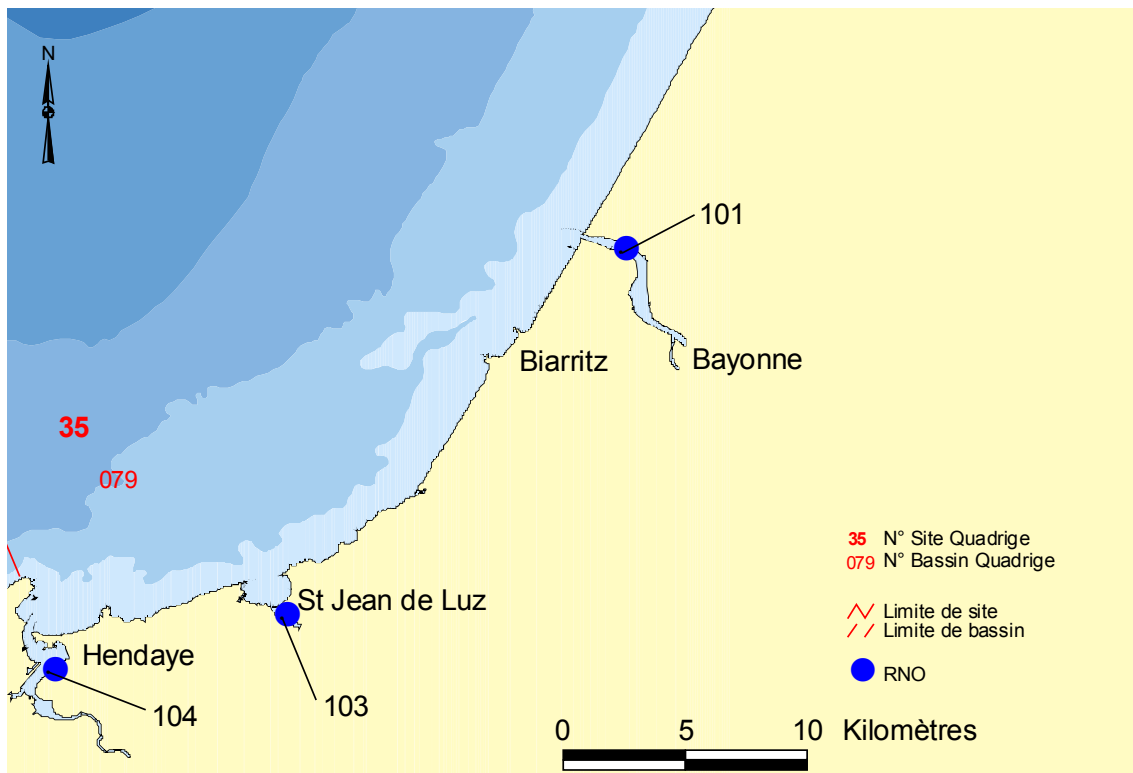 N
101
Biarritz
Bayonne
35
079
35 N° Site Quadrige
079 N° Bassin Quadrige
St Jean de Luz
Limite de site
Limite de bassin
Hendaye
RNO
103
104
0 5 10 Kilomètres